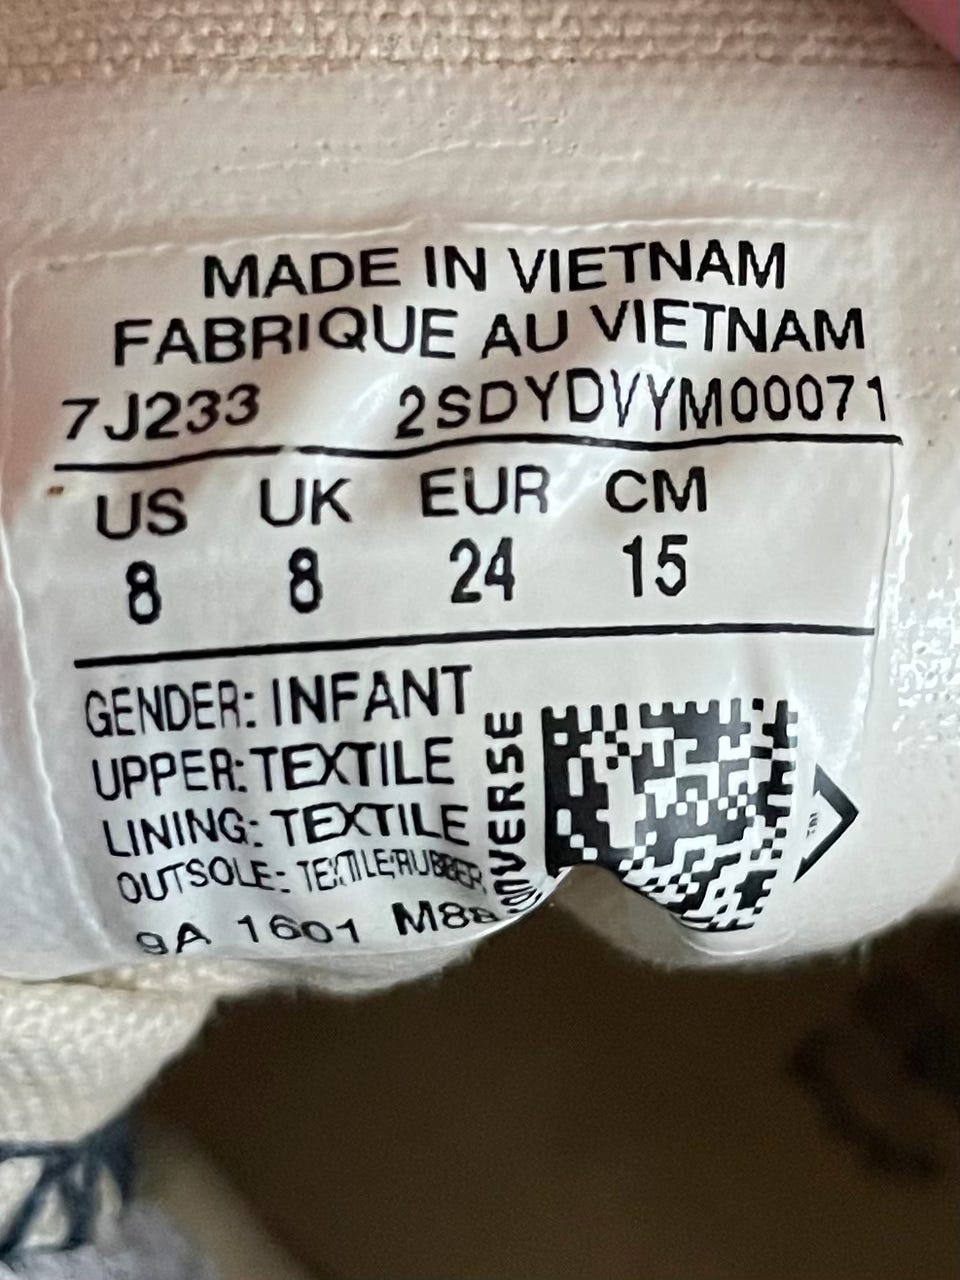 MADE IN VIETNAM
FABRIQUE AU VIETNAM
7J233 2SDYDVYM00071
US UK EUR CM
8 8 24 15
GENDER: INFANT
UPPER: TEXTILE
LINING: TEXTILE
OUTSOLE: TEXTILE/RUBBER
9A 1601
CONVERSE
TM